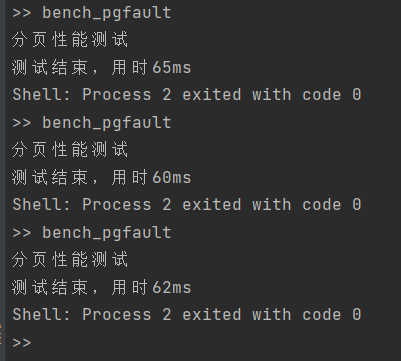 >> bench_pgfault
分页性能测试
测试结束，用时65ms
Shell: Process 2 exited with code 0
>> bench_pgfault
分页性能测试
测试结束，用时60ms
Shell: Process 2 exited with code 0
>> bench_pgfault
分页性能测试
测试结束，用时62ms
Shell: Process 2 exited with code 0
>>